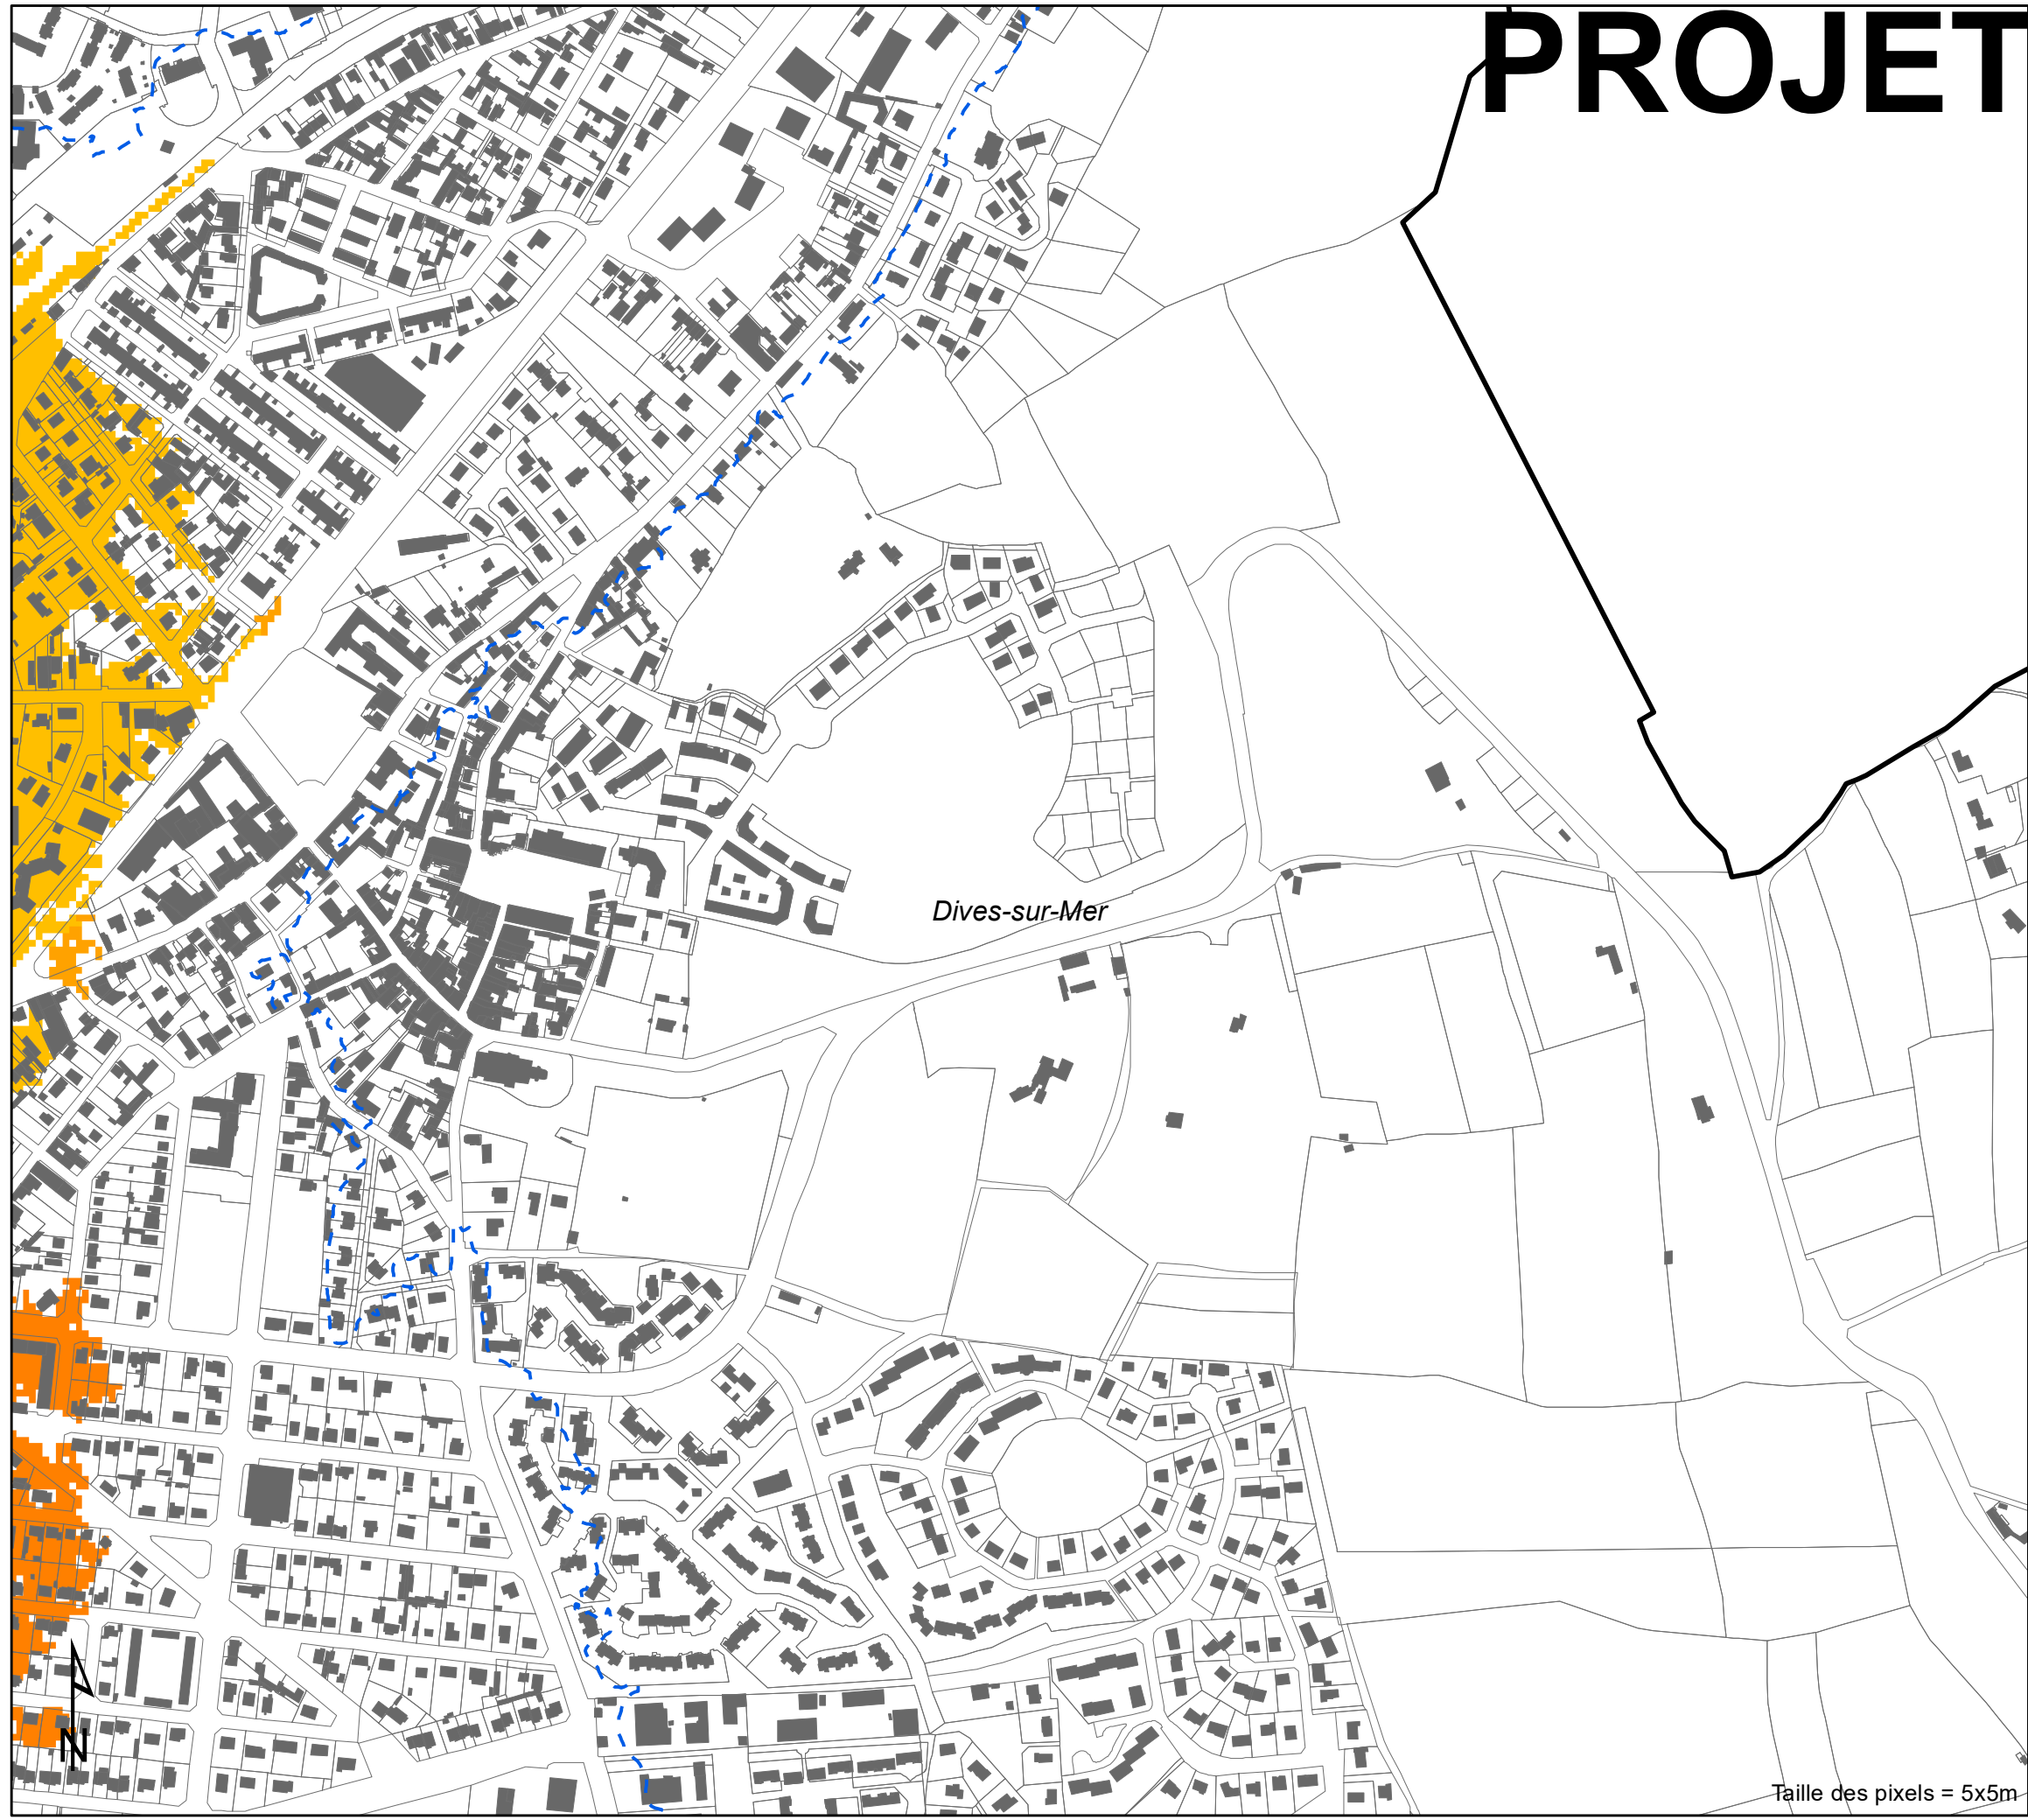 PROJET
Dives-sur-Mer
N
Taille des pixels = 5x5m